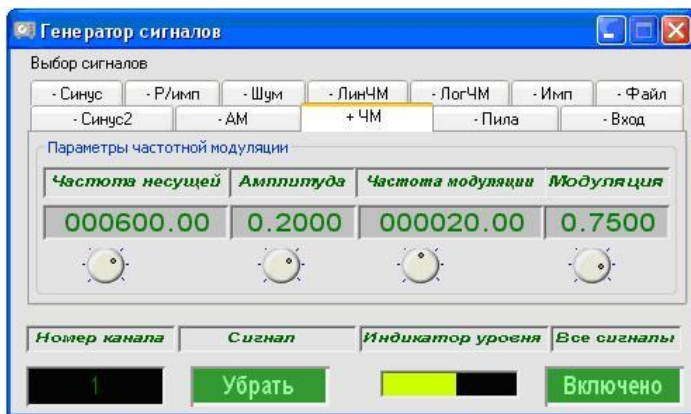 Генератор сигналов
Выбор сигналов
- Синус - Р/имп - Шум - ЛинЧМ - ЛогЧМ - Имп - Файл
- Синус2 - АМ + ЧМ - Пила - Вход
Параметры частотной модуляции
Частота несущей Амплитуда Частота модуляции Модуляция
000600.00 0.2000 000020.00 0.7500
Номер канала Сигнал Индикатор уровня Все сигналы
1 Убрать Включено